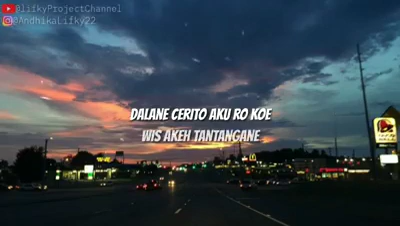 @lifkyProjectChannel
@AndhikaLifky22
DALANE CERITO AKU RO KOE
WIS AKEH TANTANGANE